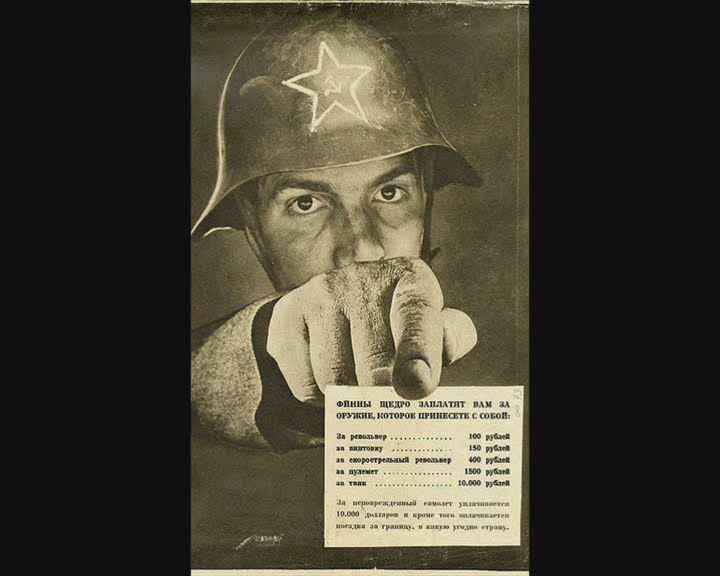 ФИННЫ ЩЕДРО ЗАПЛАТЯТ ВАМ ЗА
ОРУЖИЕ, КОТОРОЕ ПРИНЕСЕТЕ С СОБОЙ:
За револьвер .............. 100 рублей
за винтовку .............. 150 рублей
за скорострельный револьвер 400 рублей
за пулемет ................ 1500 рублей
за танк .................. 10.000 рублей
За неповрежденный самолет уплачивается
10.000 долларов и кроме того оплачивается
поездка за границу, в какую угодно страну.